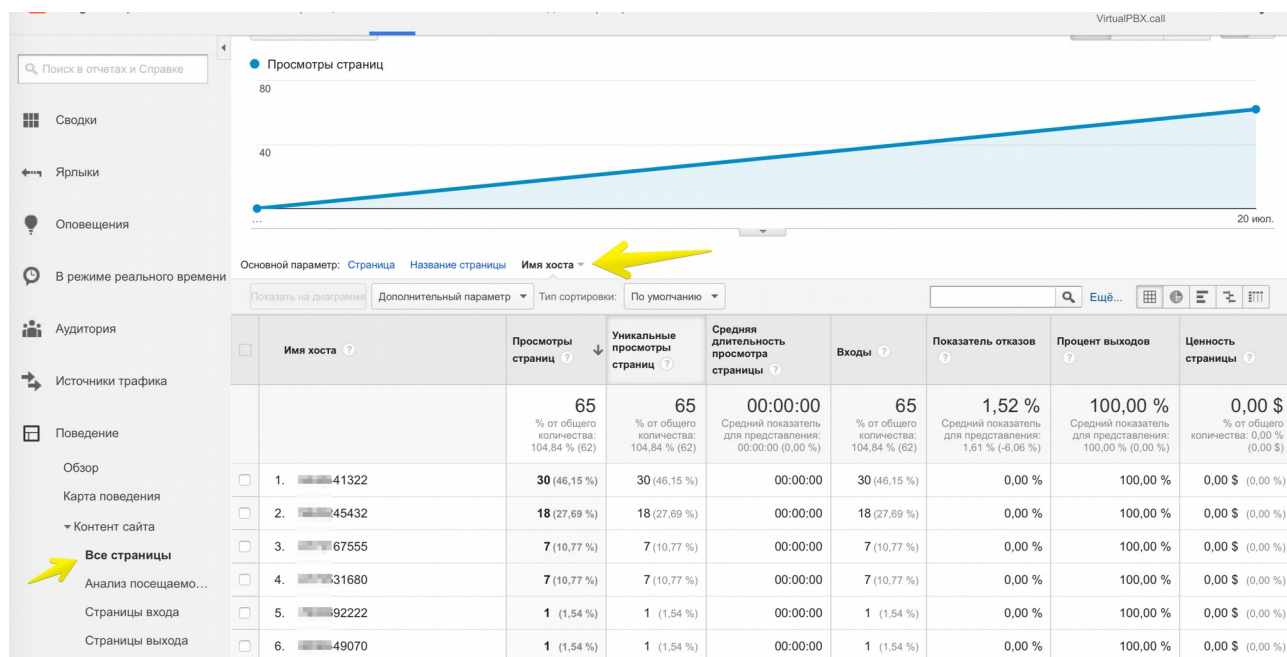 VirtualPBX.call
Поиск в отчетах и Справке
Просмотры страниц
80
40
...
20 июл.
Сводки
Ярлыки
Оповещения
В режиме реального времени
Аудитория
Источники трафика
Поведение
Обзор
Карта поведения
Контент сайта
Все страницы
Анализ посещаемо...
Страницы входа
Страницы выхода
Основной параметр: Страница Название страницы Имя хоста
Показать на диаграмме Дополнительный параметр Тип сортировки: По умолчанию Ещё...
Имя хоста ?
Просмотры
страниц ?
Уникальные
просмотры
страниц ?
Средняя
длительность
просмотра
страницы ?
Входы ?
Показатель отказов
?
Процент выходов
?
Ценность
страницы ?
65
% от общего
количества:
104,84 % (62)
65
% от общего
количества:
104,84 % (62)
00:00:00
Средний показатель
для представления:
00:00:00 (0,00 %)
65
% от общего
количества:
104,84 % (62)
1,52 %
Средний показатель
для представления:
1,61 % (-6,06 %)
100,00 %
Средний показатель
для представления:
100,00 % (0,00 %)
0,00 $
% от общего
количества: 0,00 %
(0,00 $)
1. 41322 30 (46,15 %) 30 (46,15 %) 00:00:00 30 (46,15 %) 0,00 % 100,00 % 0,00 $ (0,00 %)
2. 45432 18 (27,69 %) 18 (27,69 %) 00:00:00 18 (27,69 %) 0,00 % 100,00 % 0,00 $ (0,00 %)
3. 67555 7 (10,77 %) 7 (10,77 %) 00:00:00 7 (10,77 %) 0,00 % 100,00 % 0,00 $ (0,00 %)
4. 31680 7 (10,77 %) 7 (10,77 %) 00:00:00 7 (10,77 %) 0,00 % 100,00 % 0,00 $ (0,00 %)
5. 92222 1 (1,54 %) 1 (1,54 %) 00:00:00 1 (1,54 %) 0,00 % 100,00 % 0,00 $ (0,00 %)
6. 49070 1 (1,54 %) 1 (1,54 %) 00:00:00 1 (1,54 %) 0,00 % 100,00 % 0,00 $ (0,00 %)